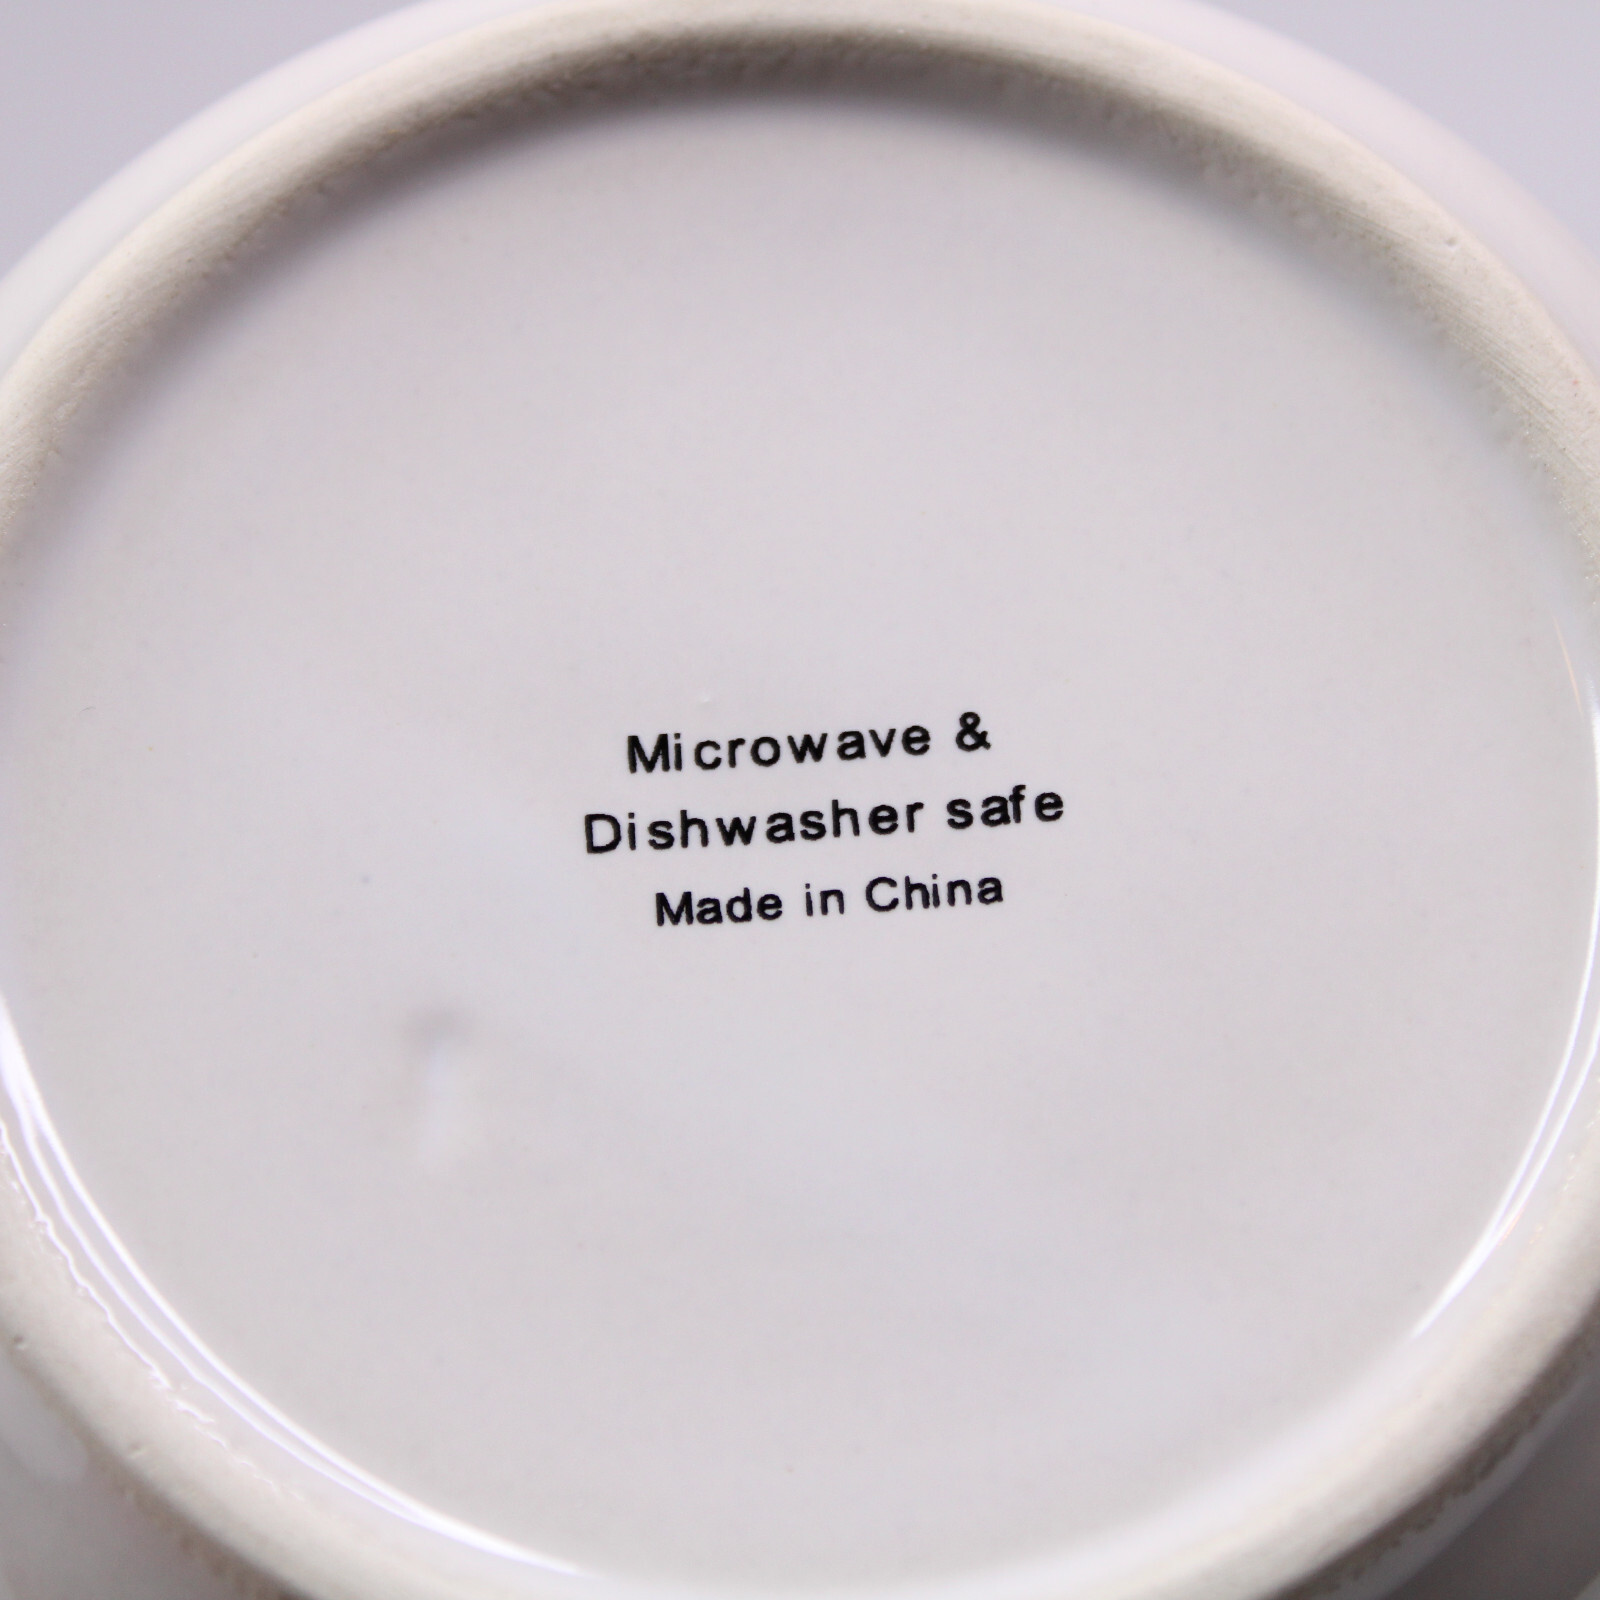 Microwave &
Dishwasher safe
Made in China